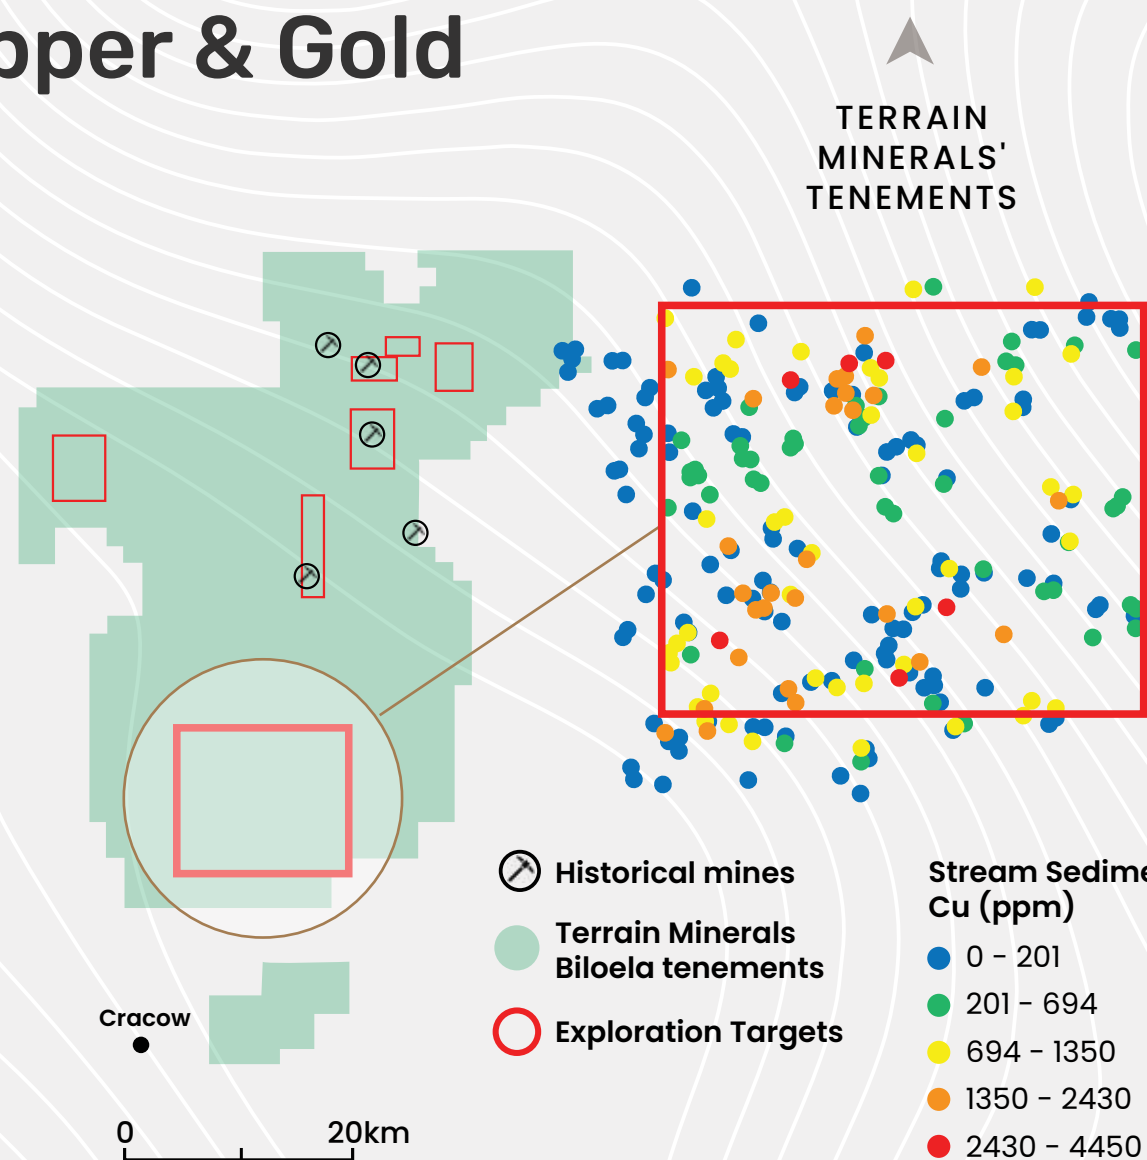 pper & Gold
TERRAIN
MINERALS'
TENEMENTS
Historical mines
Terrain Minerals
Biloela tenements
Exploration Targets
Stream Sedime
Cu (ppm)
0 - 201
201 - 694
694 - 1350
1350 - 2430
2430 - 4450
Cracow
0 20km